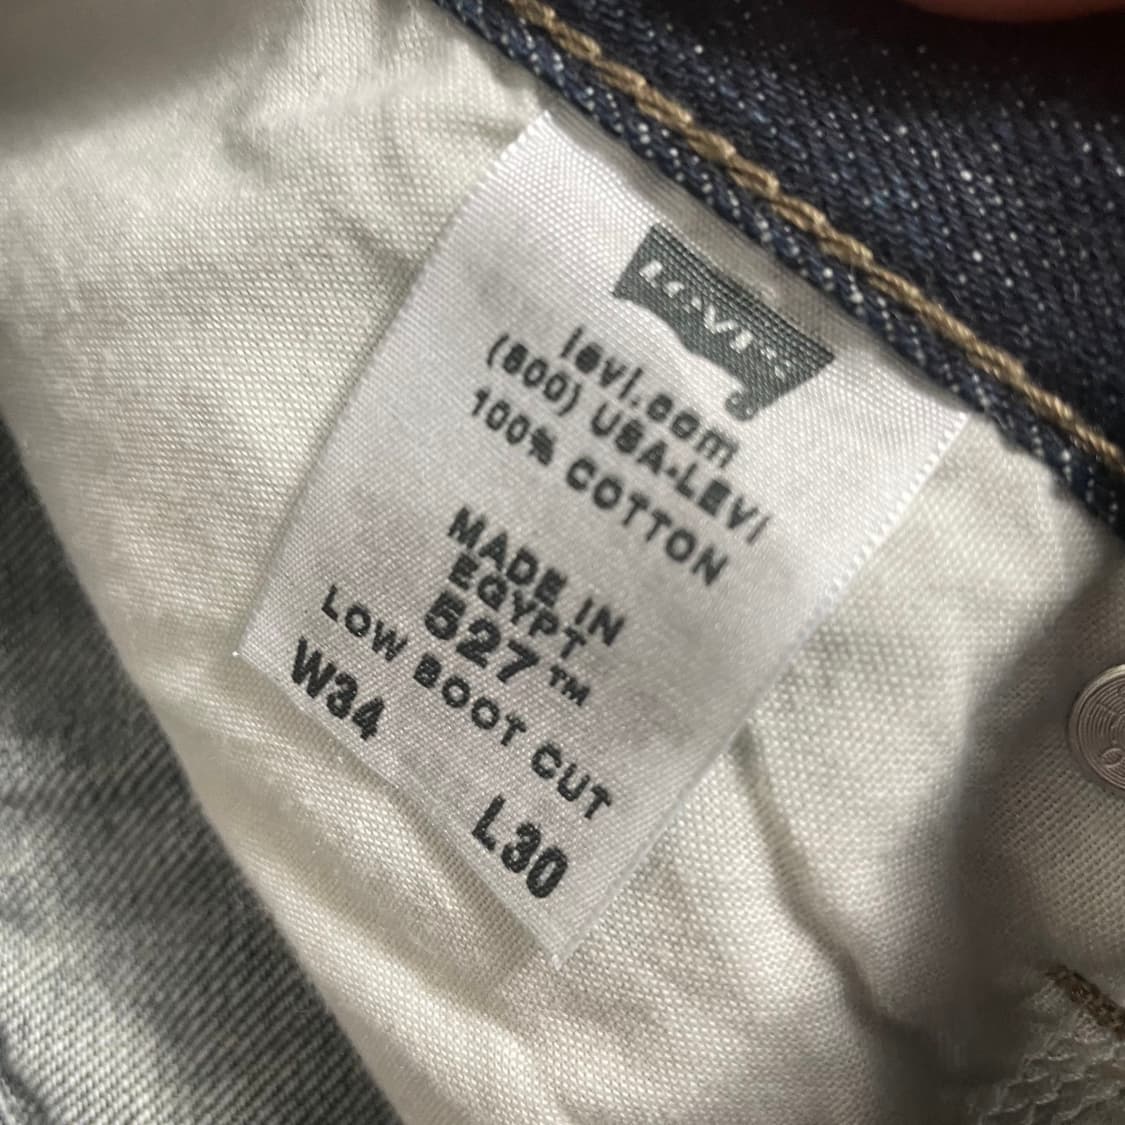 LEVI'S
levi.com
(800) USA-LEVI
100% COTTON
MADE IN
EGYPT
527™
LOW BOOT CUT
W34 L30